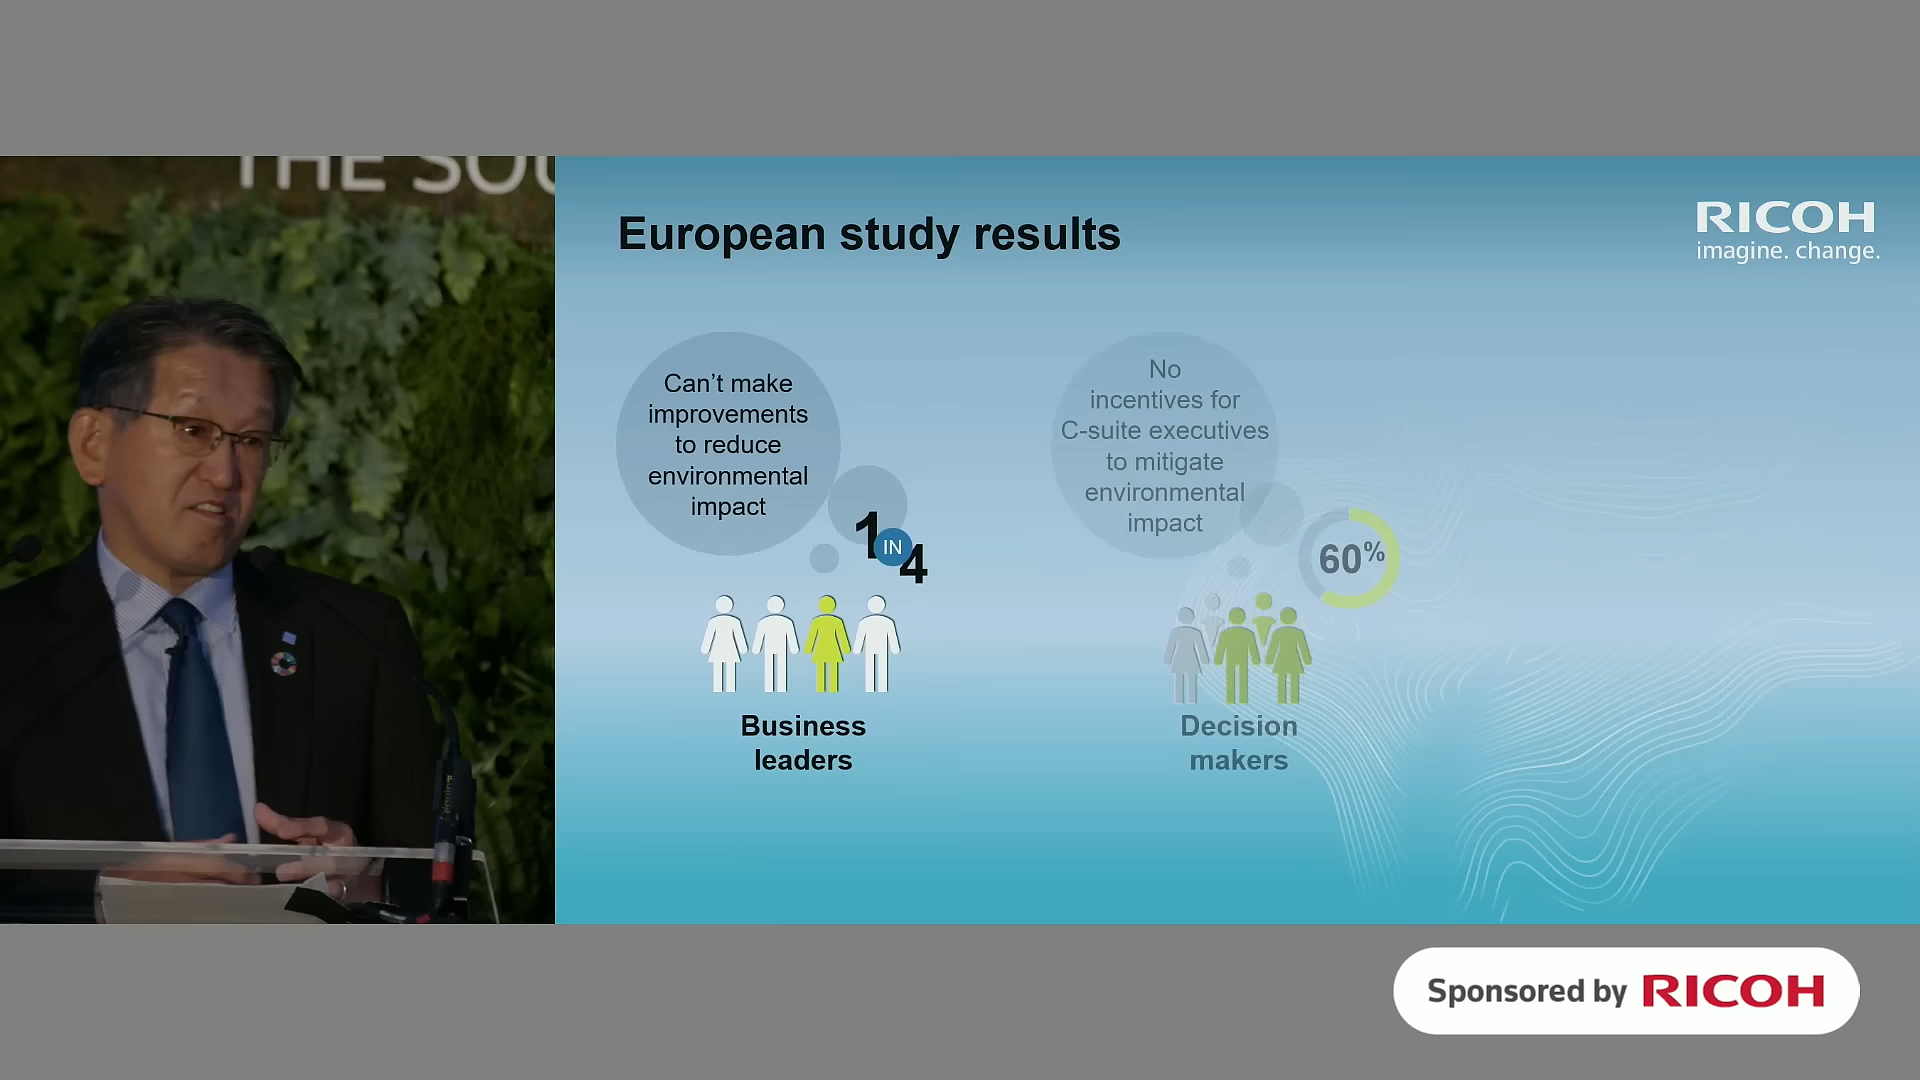 THE SOU
European study results
RICOH
imagine. change.
Can't make
improvements
to reduce
environmental
impact
1
IN
4
Business
leaders
No
incentives for
C-suite executives
to mitigate
environmental
impact
60%
Decision
makers
Sponsored by RICOH